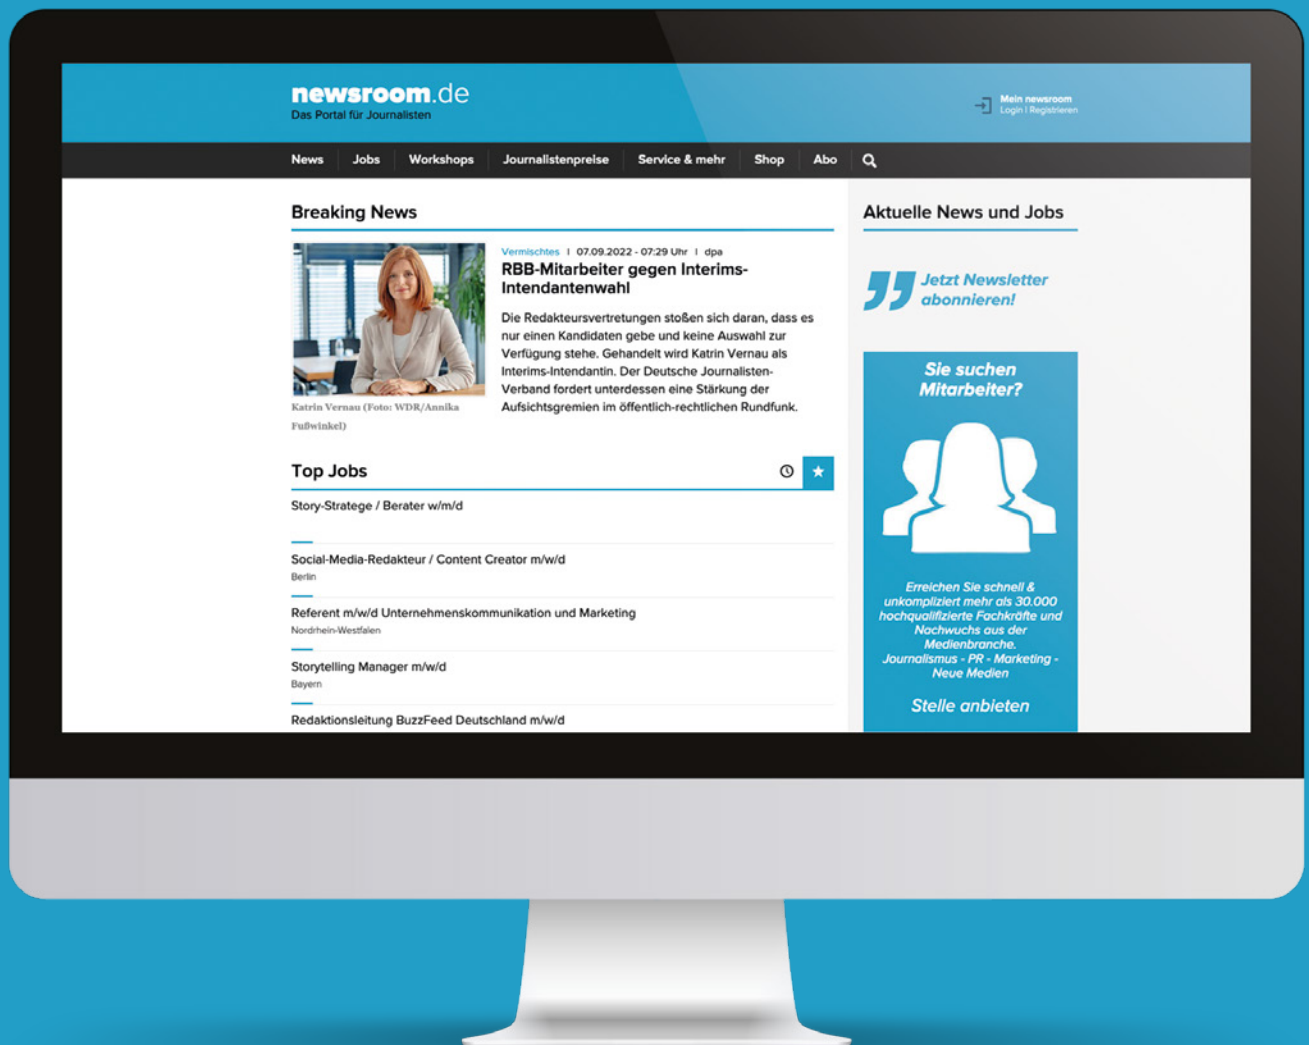 newsroom.de
Das Portal für Journalisten
Mein newsroom
Login | Registrieren
News
Jobs
Workshops
Journalistenpreise
Service & mehr
Shop
Abo
Breaking News
Vermischtes | 07.09.2022 - 07:29 Uhr | dpa
RBB-Mitarbeiter gegen Interims-
Intendantenwahl
Die Redakteursvertretungen stoßen sich daran, dass es
nur einen Kandidaten gebe und keine Auswahl zur
Verfügung stehe. Gehandelt wird Katrin Vernau als
Interims-Intendantin. Der Deutsche Journalisten-
Verband fordert unterdessen eine Stärkung der
Aufsichtsgremien im öffentlich-rechtlichen Rundfunk.
Katrin Vernau (Foto: WDR/Annika
Fußwinkel)
Top Jobs
Story-Stratege / Berater w/m/d
Social-Media-Redakteur / Content Creator m/w/d
Berlin
Referent m/w/d Unternehmenskommunikation und Marketing
Nordrhein-Westfalen
Storytelling Manager m/w/d
Bayern
Redaktionsleitung BuzzFeed Deutschland m/w/d
Aktuelle News und Jobs
Jetzt Newsletter
abonnieren!
Sie suchen
Mitarbeiter?
Erreichen Sie schnell &
unkompliziert mehr als 30.000
hochqualifizierte Fachkräfte und
Nachwuchs aus der
Medienbranche.
Journalismus - PR - Marketing -
Neue Medien
Stelle anbieten